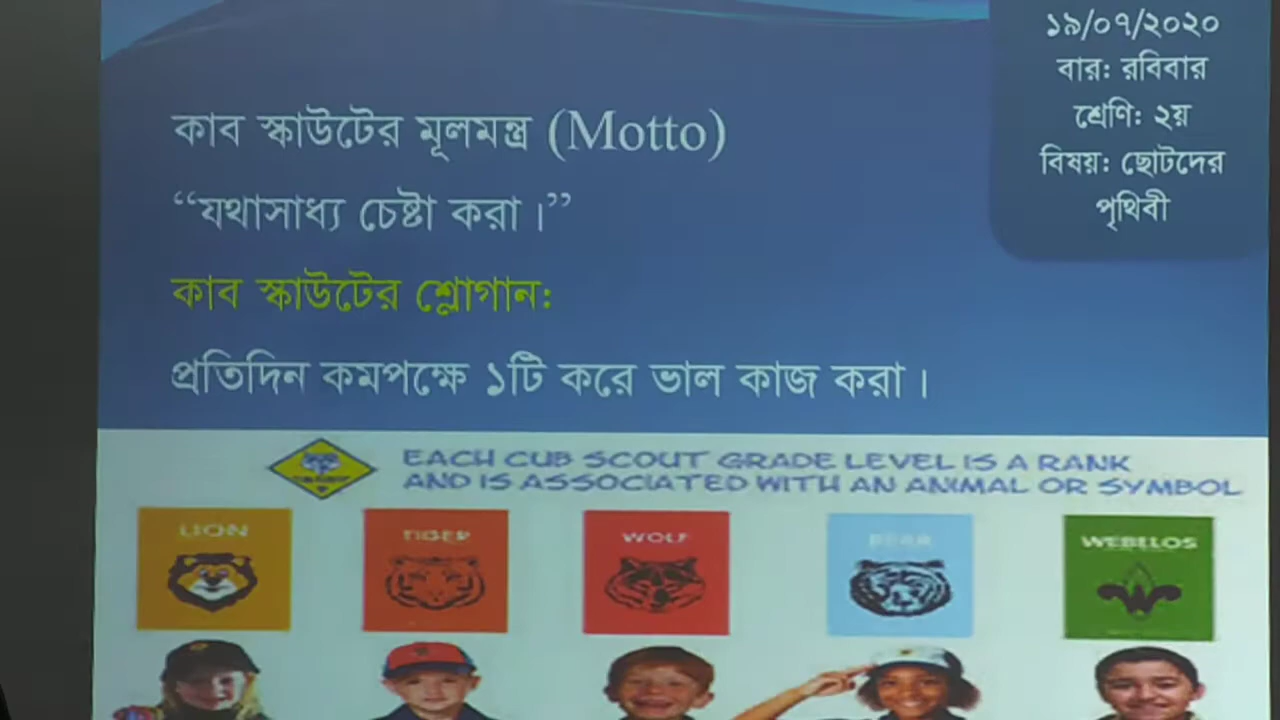 ১৯/০৭/২০২০
বার: রবিবার
শ্রেণি: ২য়
বিষয়: ছোটদের
পৃথিবী
কাব স্কাউটের মূলমন্ত্র (Motto)
“যথাসাধ্য চেষ্টা করা।”
কাব স্কাউটের শ্লোগান:
প্রতিদিন কমপক্ষে ১টি করে ভাল কাজ করা।
EACH CUB SCOUT GRADE LEVEL IS A RANK
AND IS ASSOCIATED WITH AN ANIMAL OR SYMBOL
LION
TIGER
WOLF
BEAR
WEBELOS